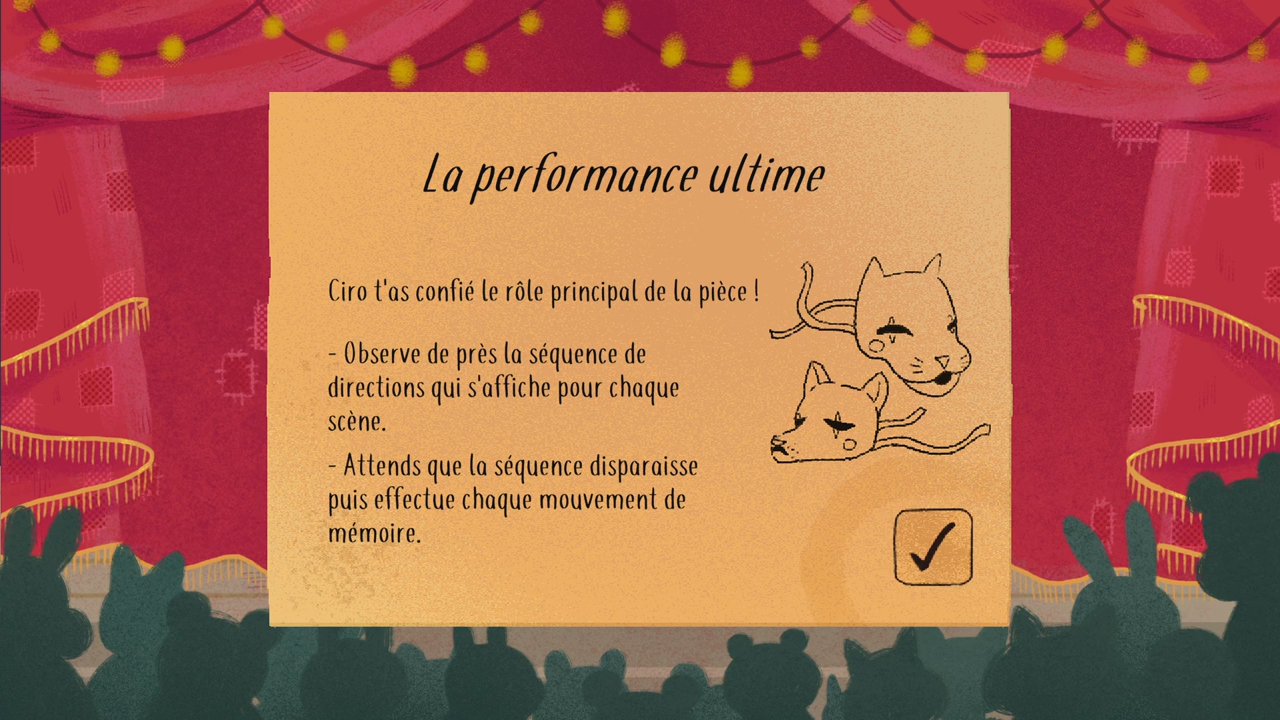 La performance ultime
Ciro t'as confié le rôle principal de la pièce !
- Observe de près la séquence de
directions qui s'affiche pour chaque
scène.
- Attends que la séquence disparaisse
puis effectue chaque mouvement de
mémoire.